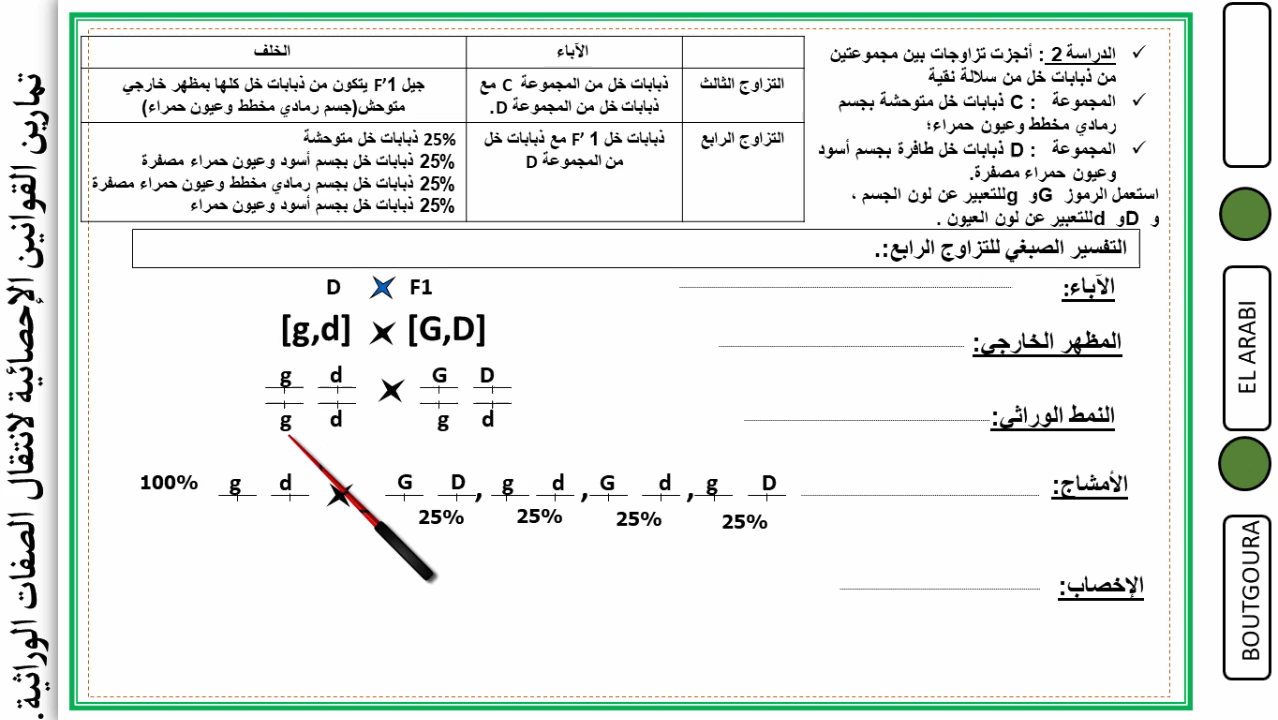 تمارين القوانين الإحصائية لانتقال الصفات الوراثية.
✓ الدراسة 2 : أنجزت تزاوجات بين مجموعتين
من ذبابات خل من سلالة نقية
✓ المجموعة : C ذبابات خل متوحشة بجسم
رمادي مخطط وعيون حمراء؛
✓ المجموعة : D ذبابات خل طافرة بجسم أسود
وعيون حمراء مصفرة.
استعمل الرموز Gو gللتعبير عن لون الجسم ،
و Dو dللتعبير عن لون العيون .
الآباء الخلف
التزاوج الثالث
ذبابات خل من المجموعة C مع
ذبابات خل من المجموعة D.
جيل F'1 يتكون من ذبابات خل كلها بمظهر خارجي
متوحش(جسم رمادي مخطط وعيون حمراء)
التزاوج الرابع
ذبابات خل F' 1 مع ذبابات خل
من المجموعة D
25% ذبابات خل متوحشة
25% ذبابات خل بجسم أسود وعيون حمراء مصفرة
25% ذبابات خل بجسم رمادي مخطط وعيون حمراء مصفرة
25% ذبابات خل بجسم أسود وعيون حمراء
التفسير الصبغي للتزاوج الرابع:.
الآباء:
D F1
المظهر الخارجي:
[g,d] [G,D]
النمط الوراثي:
g d G D
g d g d
الأمشاج:
100% g d G D , g d , G d , g D
25% 25% 25% 25%
الإخصاب:
EL ARABI
BOUTGOURA